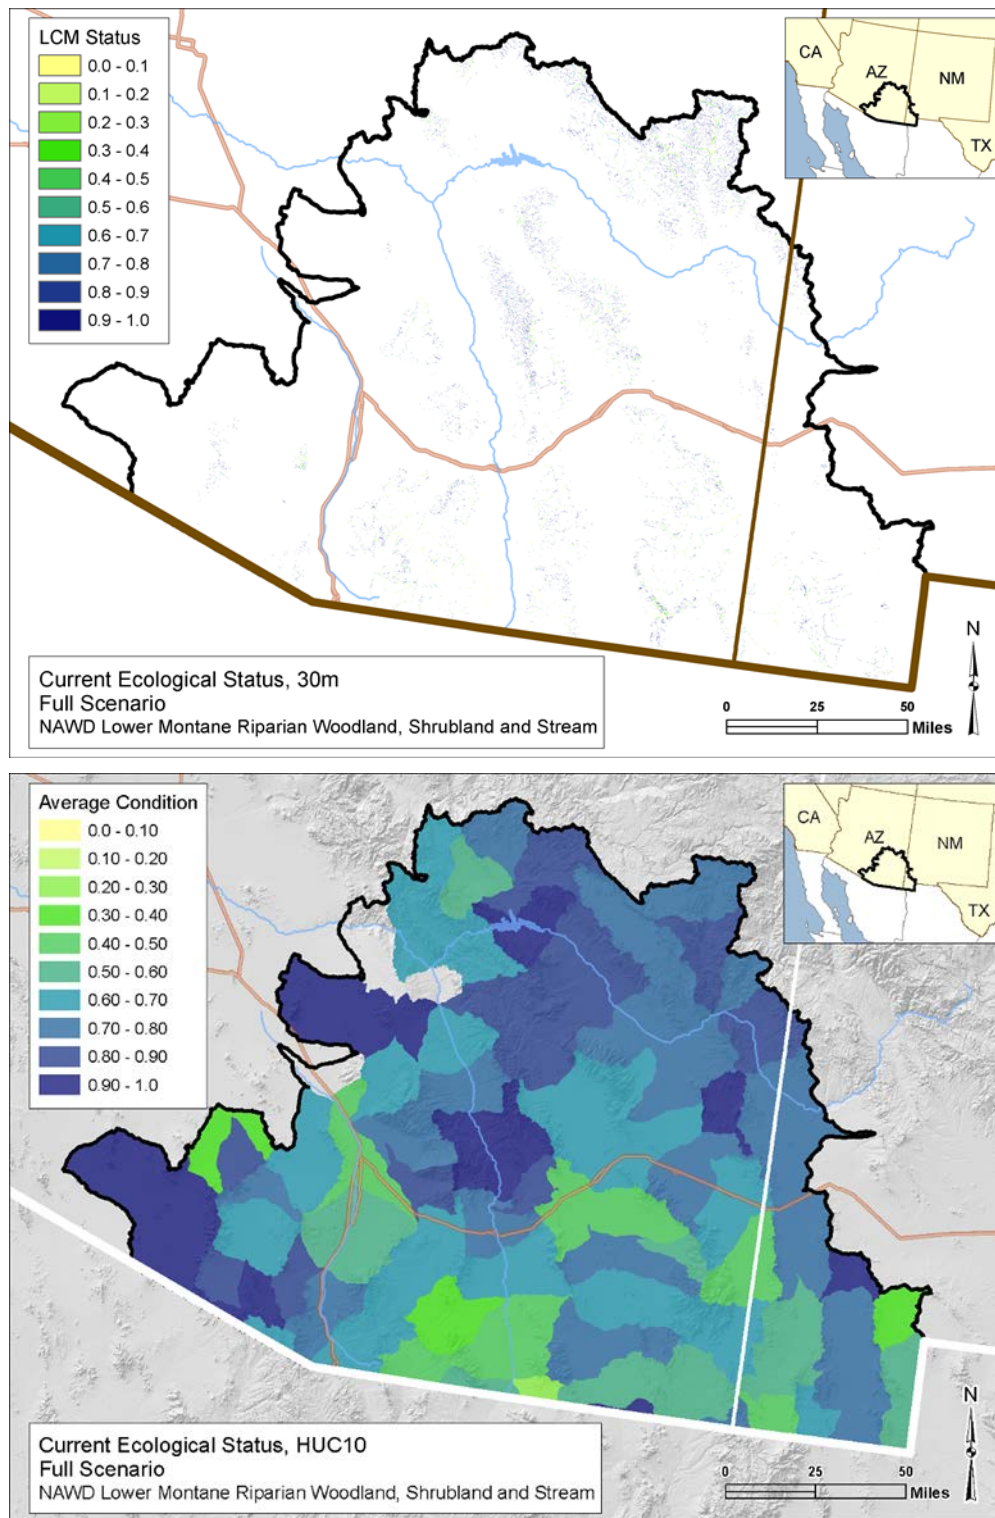 LCM Status
0.0 - 0.1
0.1 - 0.2
0.2 - 0.3
0.3 - 0.4
0.4 - 0.5
0.5 - 0.6
0.6 - 0.7
0.7 - 0.8
0.8 - 0.9
0.9 - 1.0
CA
AZ
NM
TX
N
Current Ecological Status, 30m
Full Scenario
NAWD Lower Montane Riparian Woodland, Shrubland and Stream
0 25 50
Miles
Average Condition
0.0 - 0.10
0.10 - 0.20
0.20 - 0.30
0.30 - 0.40
0.40 - 0.50
0.50 - 0.60
0.60 - 0.70
0.70 - 0.80
0.80 - 0.90
0.90 - 1.0
CA
AZ
NM
TX
N
Current Ecological Status, HUC10
Full Scenario
NAWD Lower Montane Riparian Woodland, Shrubland and Stream
0 25 50
Miles